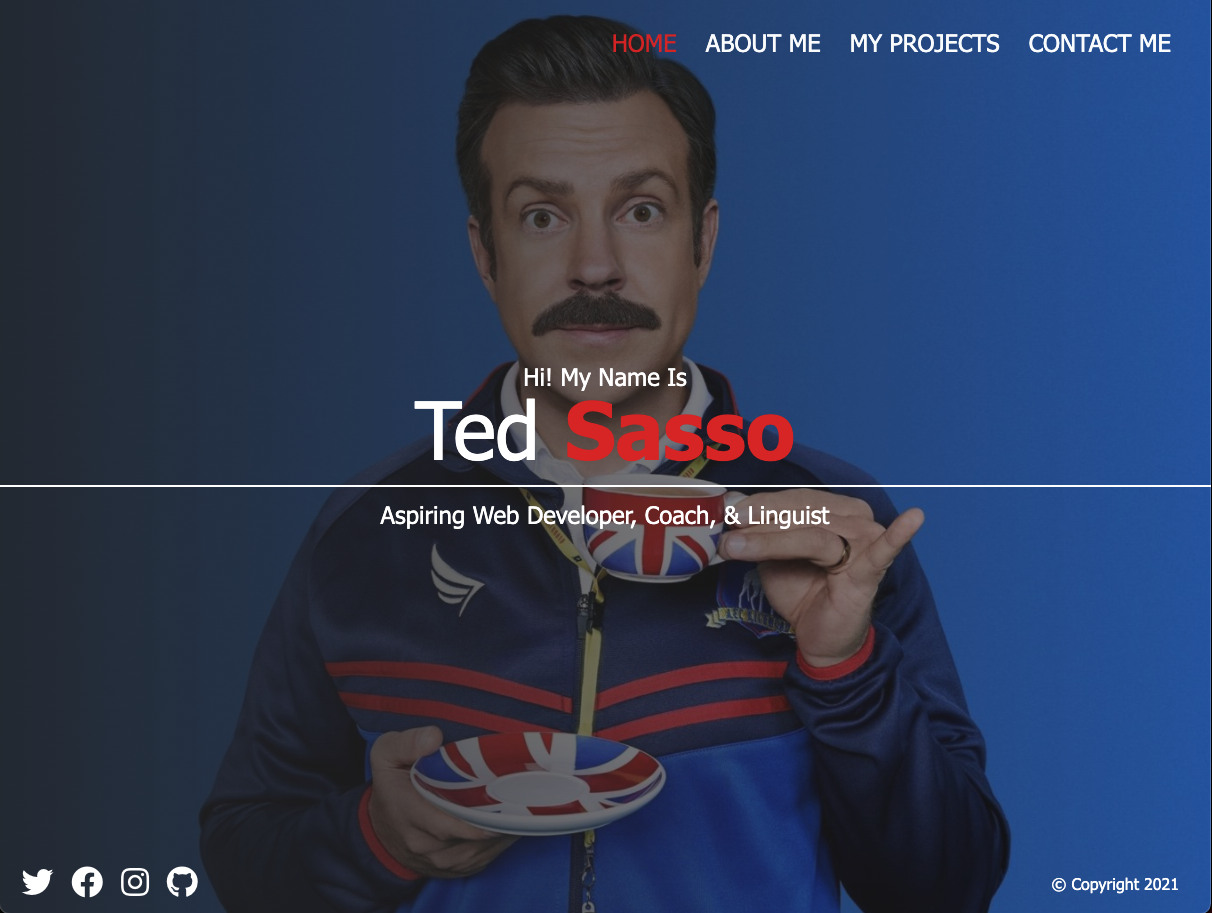 HOME ABOUT ME MY PROJECTS CONTACT ME
Hi! My Name Is
Ted Sasso
Aspiring Web Developer, Coach, & Linguist
© Copyright 2021